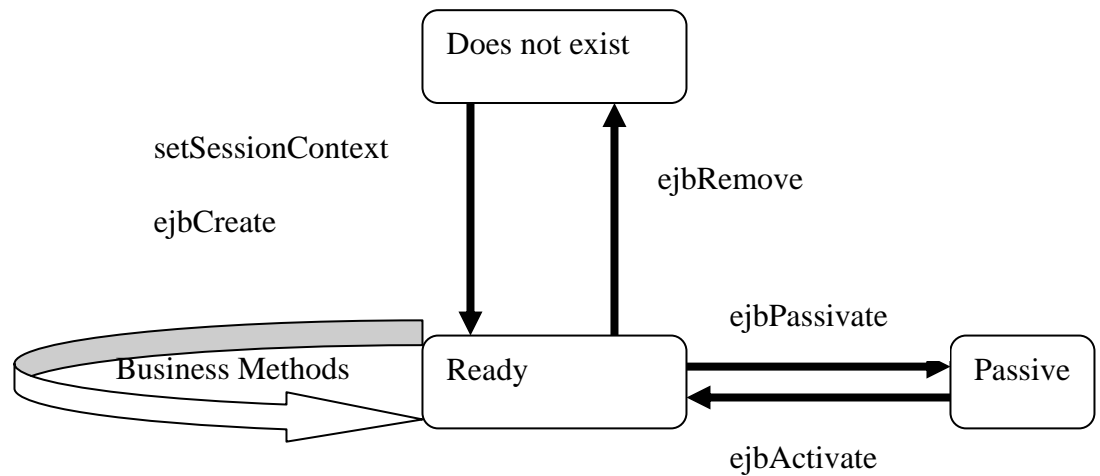 Does not exist
setSessionContext
ejbRemove
ejbCreate
ejbPassivate
Business Methods
Ready
Passive
ejbActivate